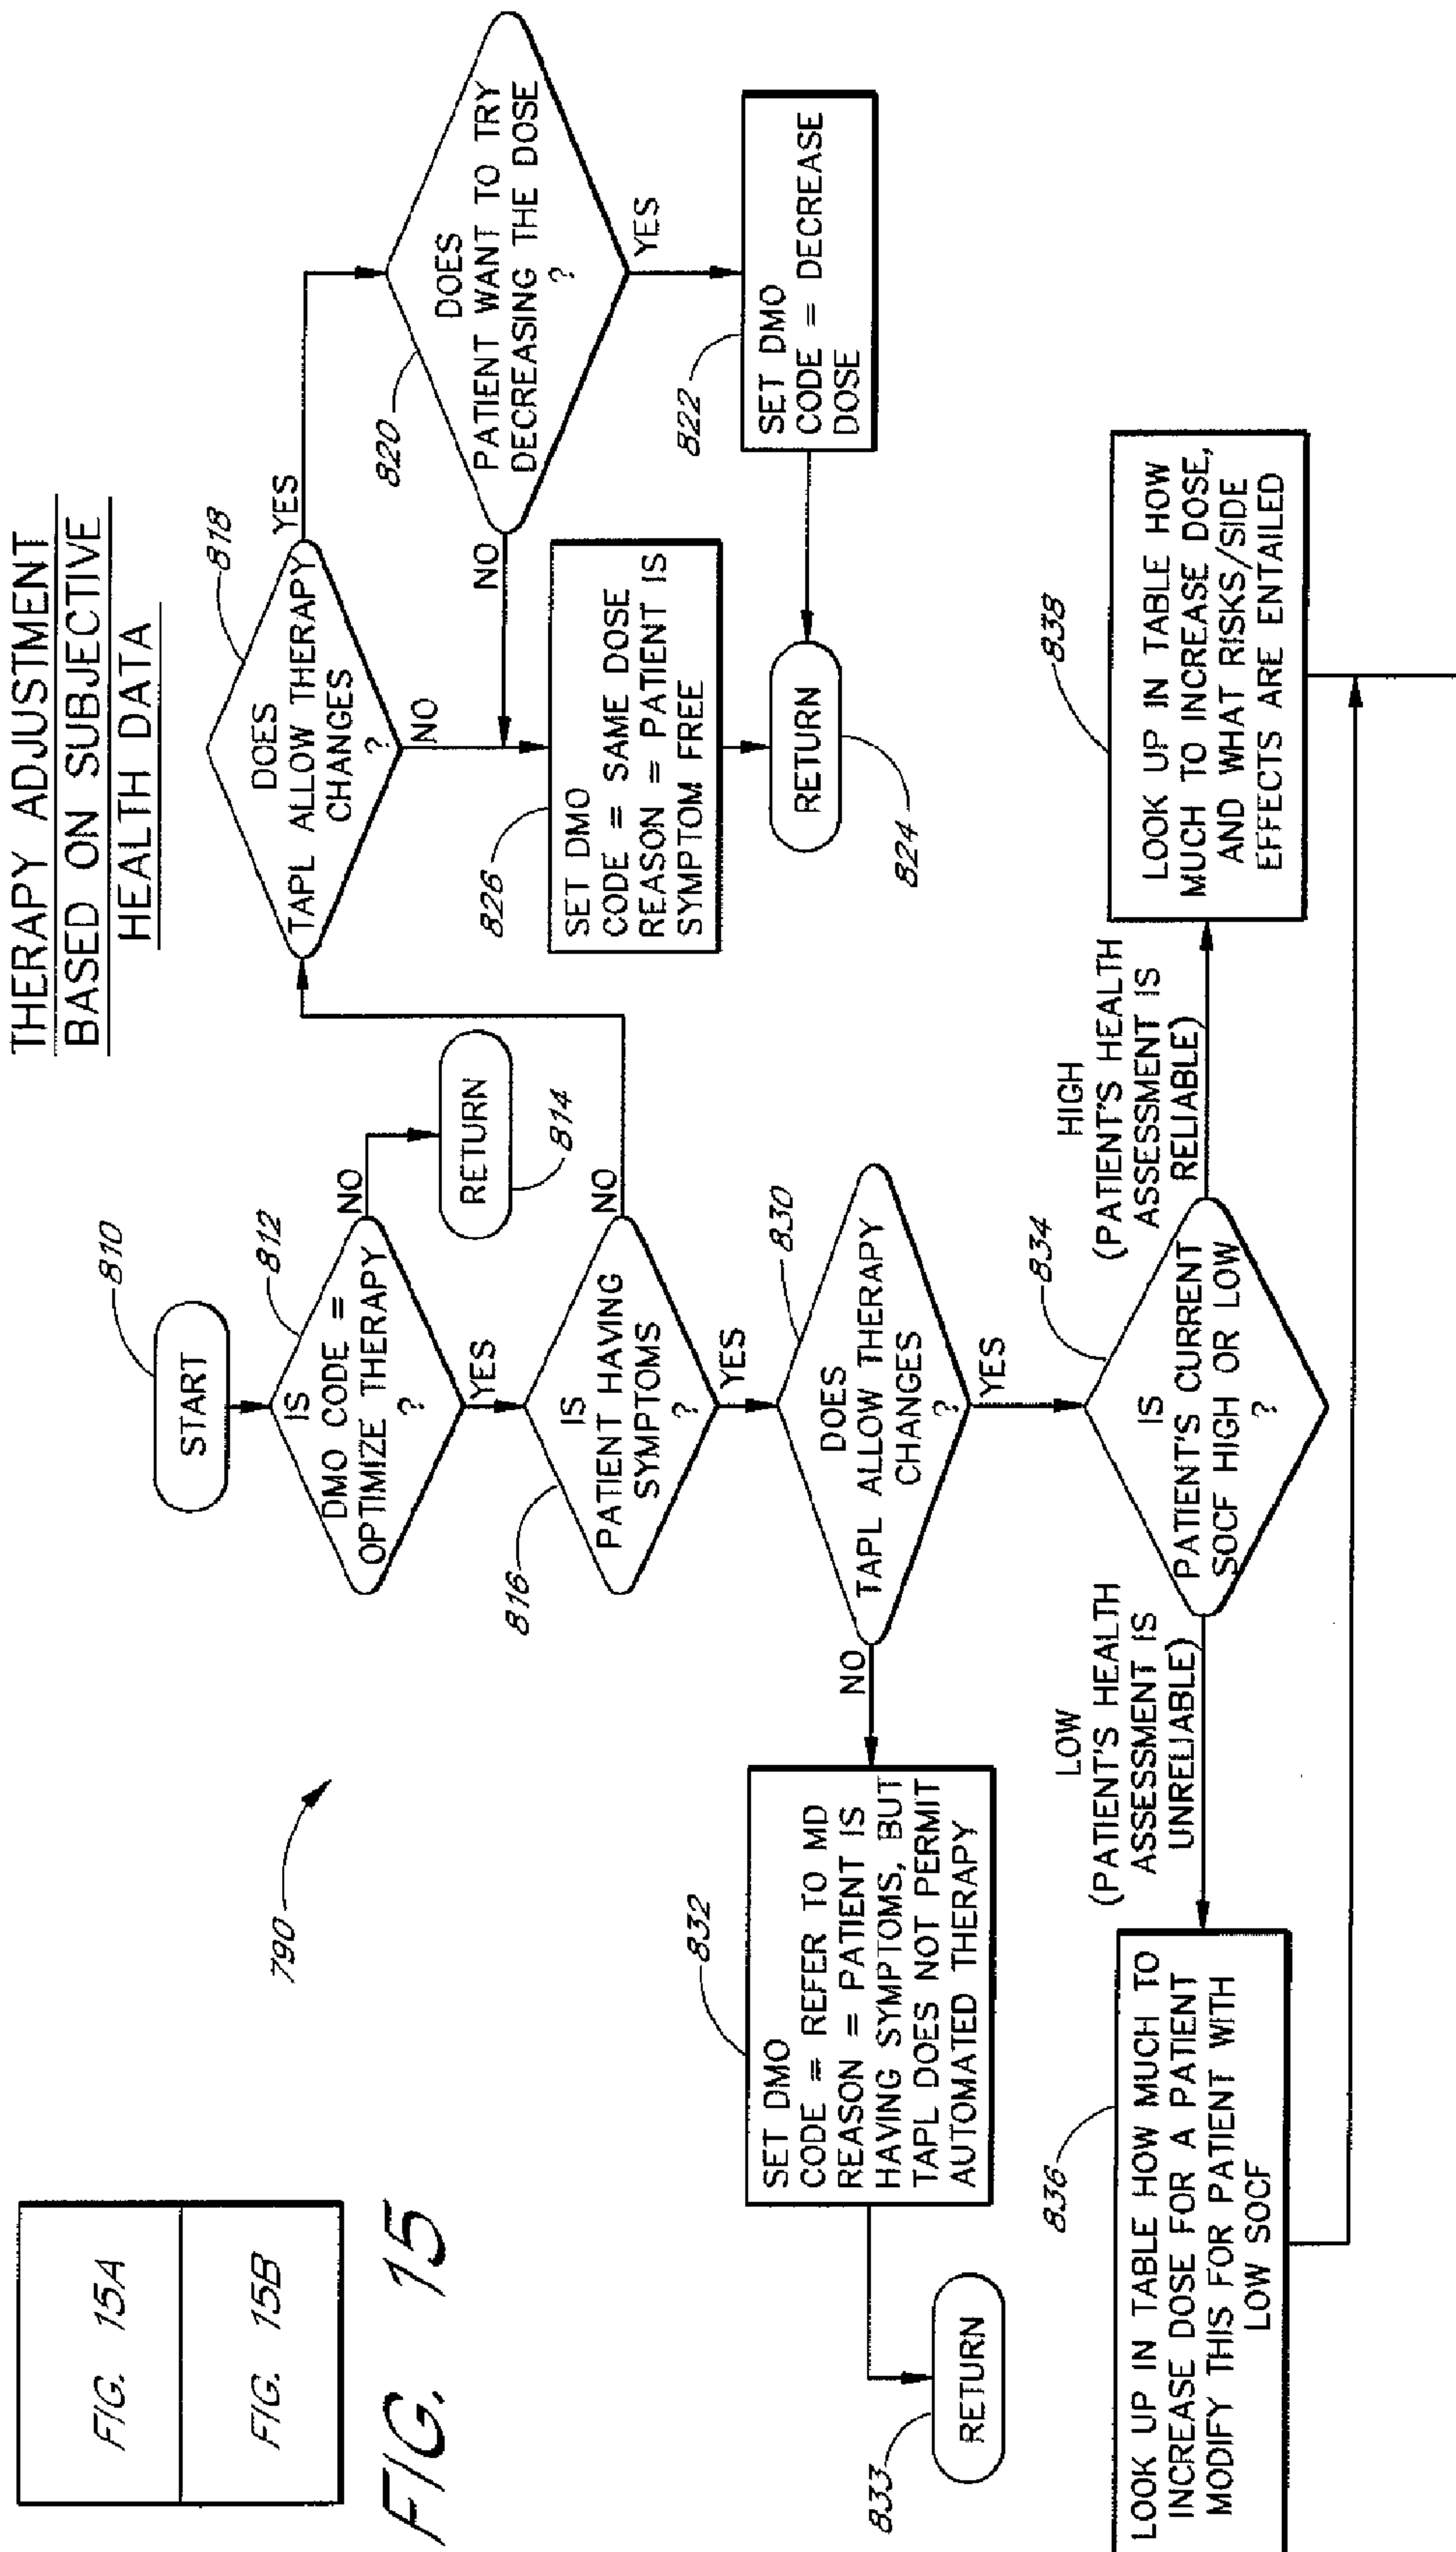 THERAPY ADJUSTMENT
BASED ON SUBJECTIVE
HEALTH DATA
FIG. 15A
FIG. 15B
FIG. 15
790
810
START
812
IS
DMO CODE =
OPTIMIZE THERAPY
?
NO
RETURN
814
YES
816
IS
PATIENT HAVING
SYMPTOMS
?
NO
YES
818
DOES
TAPL ALLOW THERAPY
CHANGES
?
YES
NO
820
DOES
PATIENT WANT TO TRY
DECREASING THE DOSE
?
NO
YES
822
SET DMO
CODE = DECREASE
DOSE
826
SET DMO
CODE = SAME DOSE
REASON = PATIENT IS
SYMPTOM FREE
RETURN
824
830
DOES
TAPL ALLOW THERAPY
CHANGES
?
NO
YES
832
SET DMO
CODE = REFER TO MD
REASON = PATIENT IS
HAVING SYMPTOMS, BUT
TAPL DOES NOT PERMIT
AUTOMATED THERAPY
833
RETURN
834
IS
PATIENT'S CURRENT
SOCF HIGH OR LOW
?
LOW
(PATIENT'S HEALTH
ASSESSMENT IS
UNRELIABLE)
HIGH
(PATIENT'S HEALTH
ASSESSMENT IS
RELIABLE)
836
LOOK UP IN TABLE HOW MUCH TO
INCREASE DOSE FOR A PATIENT
MODIFY THIS FOR PATIENT WITH
LOW SOCF
838
LOOK UP IN TABLE HOW
MUCH TO INCREASE DOSE,
AND WHAT RISKS/SIDE
EFFECTS ARE ENTAILED